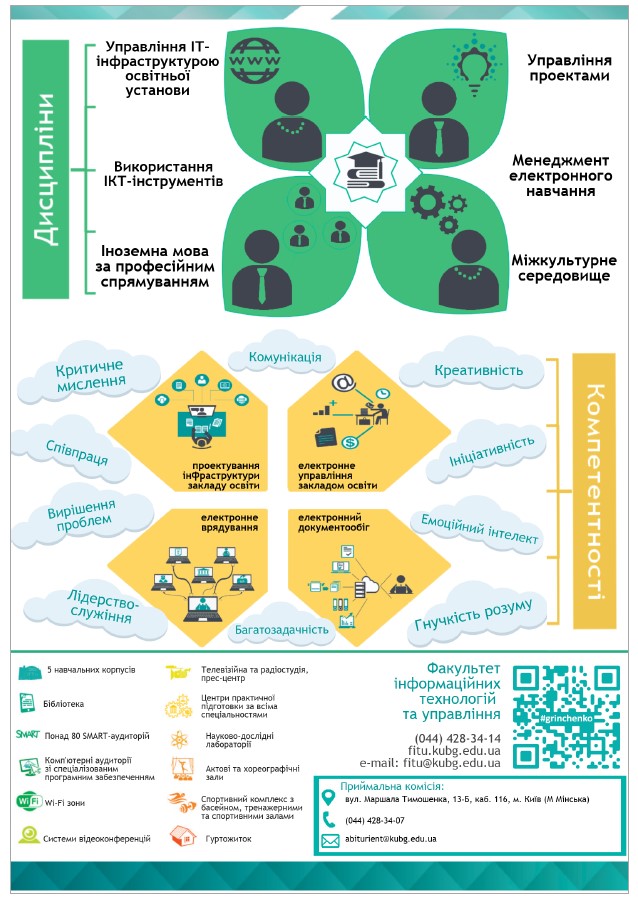 Дисципліни
Управління ІТ-
інфраструктурою
освітньої
установи
Використання
ІКТ-інструментів
Іноземна мова
за професійним
спрямуванням
WWW
Управління
проектами
Менеджмент
електронного
навчання
Міжкультурне
середовище
Критичне
мислення
Комунікація
Креативність
Співпраця
Ініціативність
Вирішення
проблем
Емоційний інтелект
Лідерство-
служіння
Багатозадачність
Гнучкість розуму
@
$
проектування
інфраструктури
закладу освіти
електронне
управління
закладом освіти
електронне
врядування
електронний
документообіг
Компетентності
5 навчальних корпусів
Бібліотека
SMART Понад 80 SMART-аудиторій
Комп'ютерні аудиторії
зі спеціалізованим
програмним забезпеченням
Wi Fi Wi-Fi зони
Системи відеоконференцій
Телевізійна та радіостудія,
прес-центр
Центри практичної
підготовки за всіма
спеціальностями
Науково-дослідні
лабораторії
Актові та хореографічні
зали
Спортивний комплекс з
басейном, тренажерними
та спортивними залами
Гуртожиток
Факультет
інформаційних
технологій
та управління
(044) 428-34-14
fitu.kubg.edu.ua
e-mail: fitu@kubg.edu.ua
#grinchenko
Приймальна комісія:
вул. Маршала Тимошенка, 13-Б, каб. 116, м. Київ (М Мінська)
(044) 428-34-07
abiturient@kubg.edu.ua